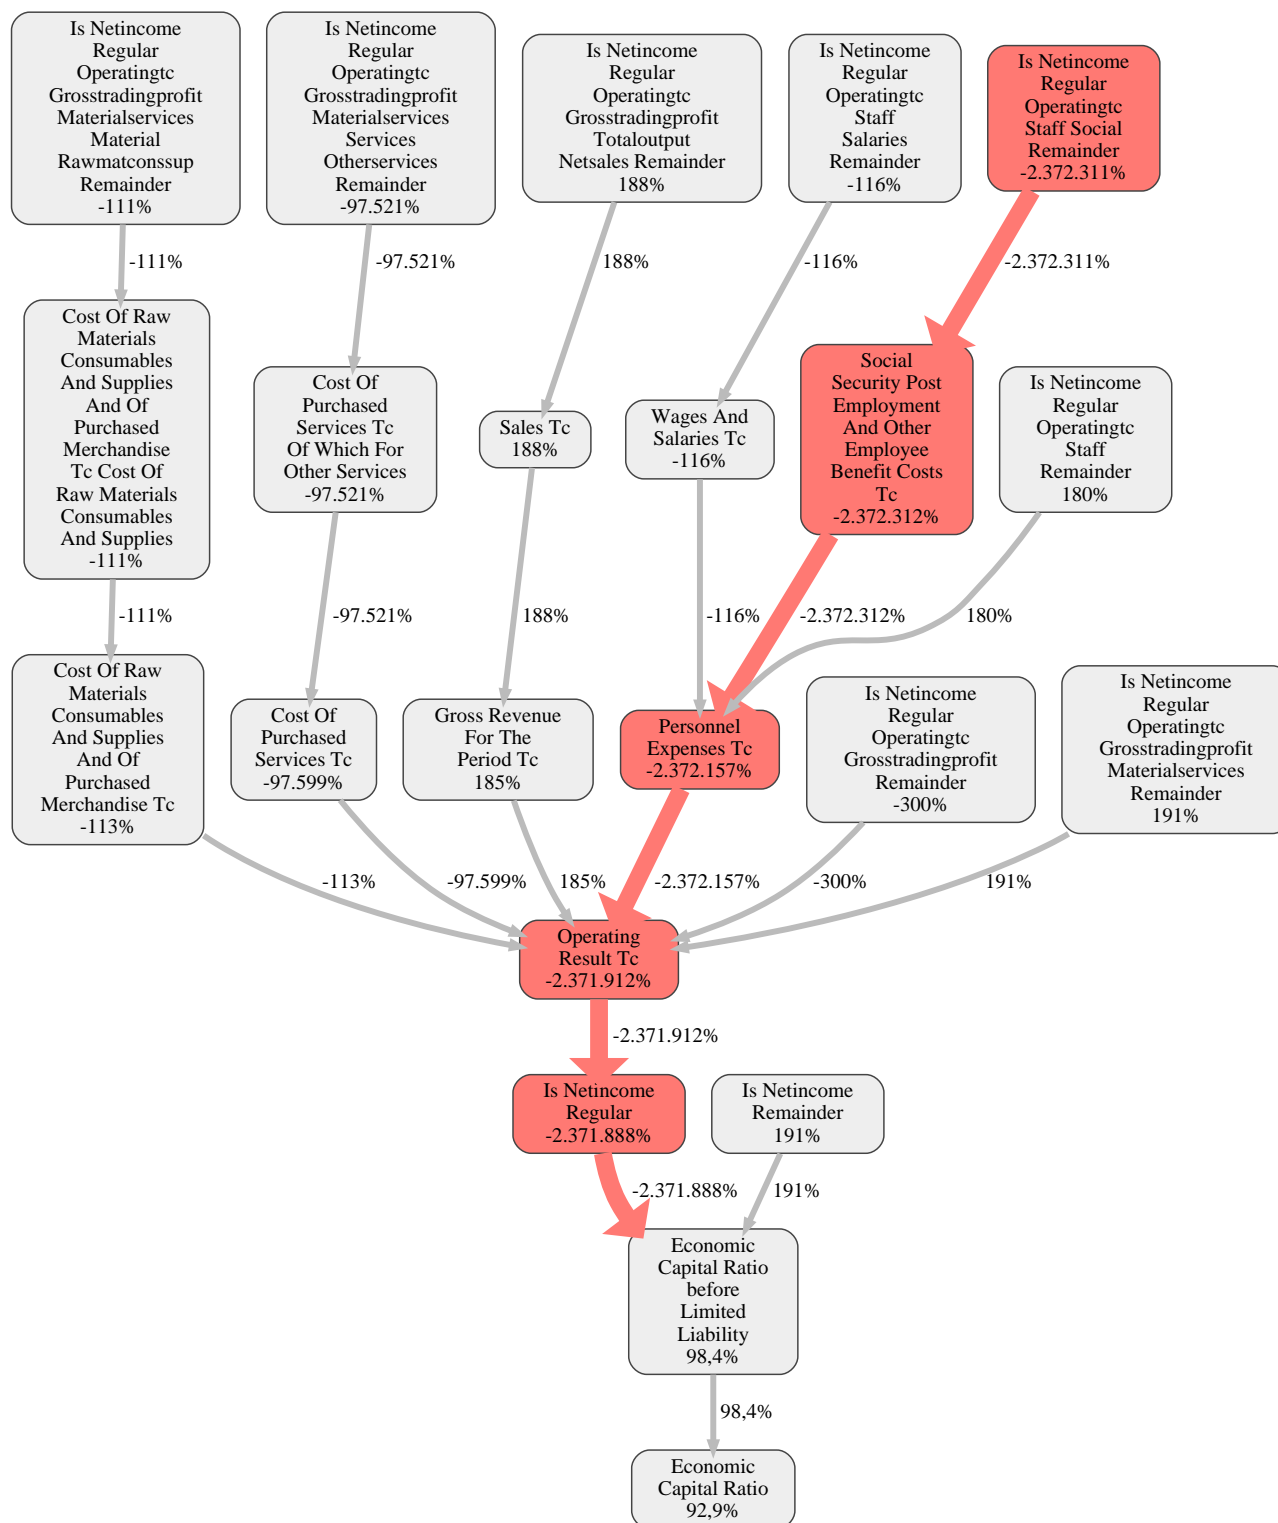 Is Netincome
Regular
Operatingtc
Grosstradingprofit
Materialservices
Material
Rawmatconssup
Remainder
-111%
Is Netincome
Regular
Operatingtc
Grosstradingprofit
Materialservices
Services
Otherservices
Remainder
-97.521%
Is Netincome
Regular
Operatingtc
Grosstradingprofit
Totaloutput
Netsales Remainder
188%
Is Netincome
Regular
Operatingtc
Staff
Salaries
Remainder
-116%
Is Netincome
Regular
Operatingtc
Staff Social
Remainder
-2.372.311%
-111%
-97.521%
188%
-116%
-2.372.311%
Cost Of Raw
Materials
Consumables
And Supplies
And Of
Purchased
Merchandise
Tc Cost Of
Raw Materials
Consumables
And Supplies
-111%
Cost Of
Purchased
Services Tc
Of Which For
Other Services
-97.521%
Sales Tc
188%
Wages And
Salaries Tc
-116%
Social
Security Post
Employment
And Other
Employee
Benefit Costs
Tc
-2.372.312%
Is Netincome
Regular
Operatingtc
Staff
Remainder
180%
-111%
-97.521%
188%
-116%
-2.372.312%
180%
Cost Of Raw
Materials
Consumables
And Supplies
And Of
Purchased
Merchandise Tc
-113%
Cost Of
Purchased
Services Tc
-97.599%
Gross Revenue
For The
Period Tc
185%
Personnel
Expenses Tc
-2.372.157%
Is Netincome
Regular
Operatingtc
Grosstradingprofit
Remainder
-300%
Is Netincome
Regular
Operatingtc
Grosstradingprofit
Materialservices
Remainder
191%
-113%
-97.599%
185%
-2.372.157%
-300%
191%
Operating
Result Tc
-2.371.912%
-2.371.912%
Is Netincome
Regular
-2.371.888%
Is Netincome
Remainder
191%
-2.371.888%
191%
Economic
Capital Ratio
before
Limited
Liability
98,4%
98,4%
Economic
Capital Ratio
92,9%